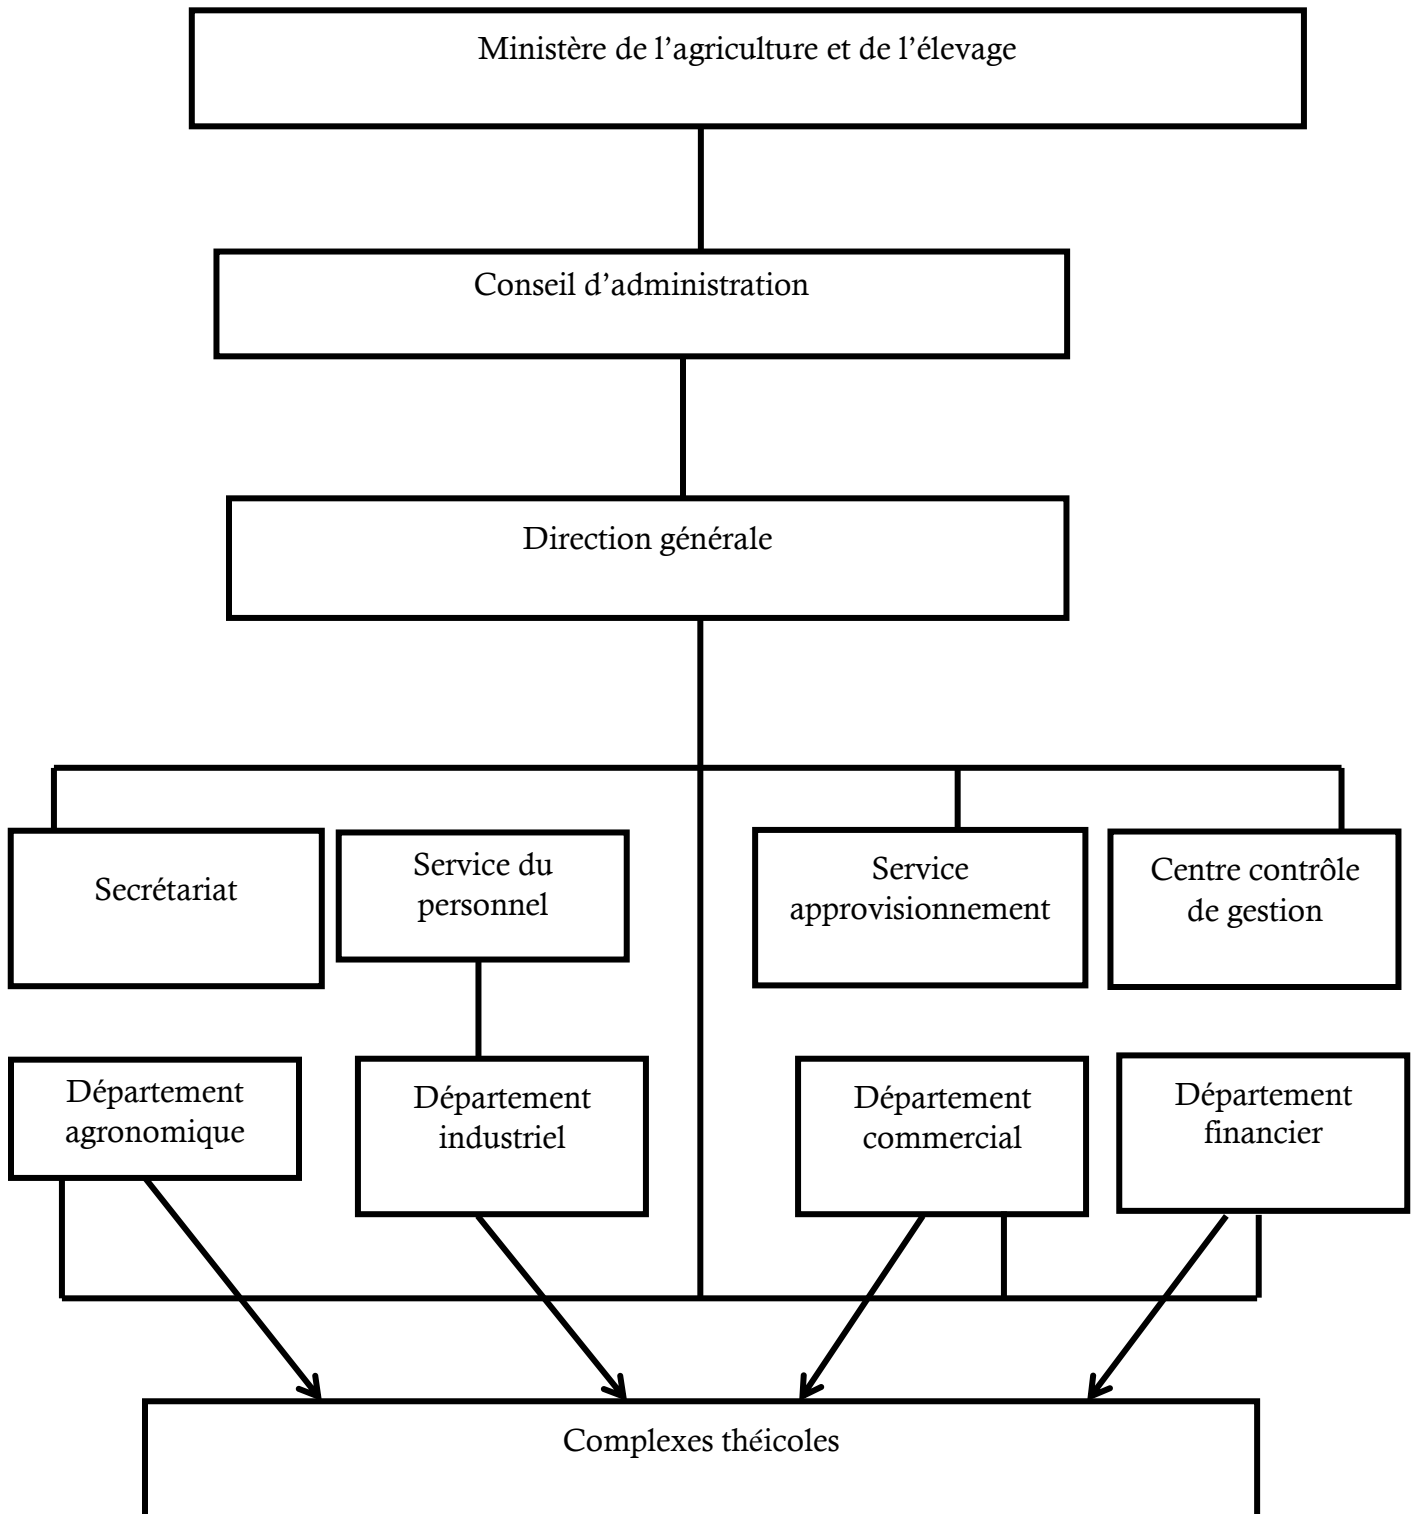 Ministère de l’agriculture et de l’élevage
Conseil d’administration
Direction générale
Secrétariat
Service du
personnel
Service
approvisionnement
Centre contrôle
de gestion
Département
agronomique
Département
industriel
Département
commercial
Département
financier
Complexes théicoles